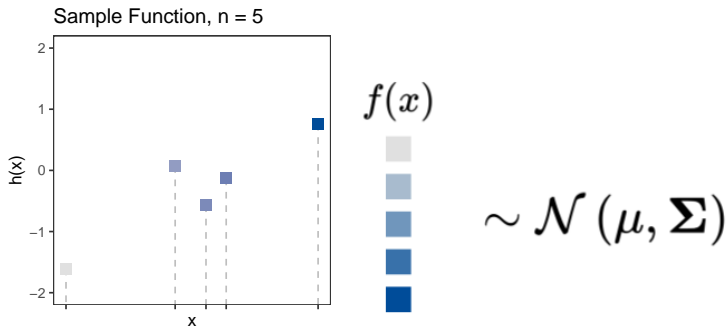 Sample Function, n = 5
2
1
0
−1
−2
h(x)
x
f(x)
∼ 𝒩 (μ, Σ)